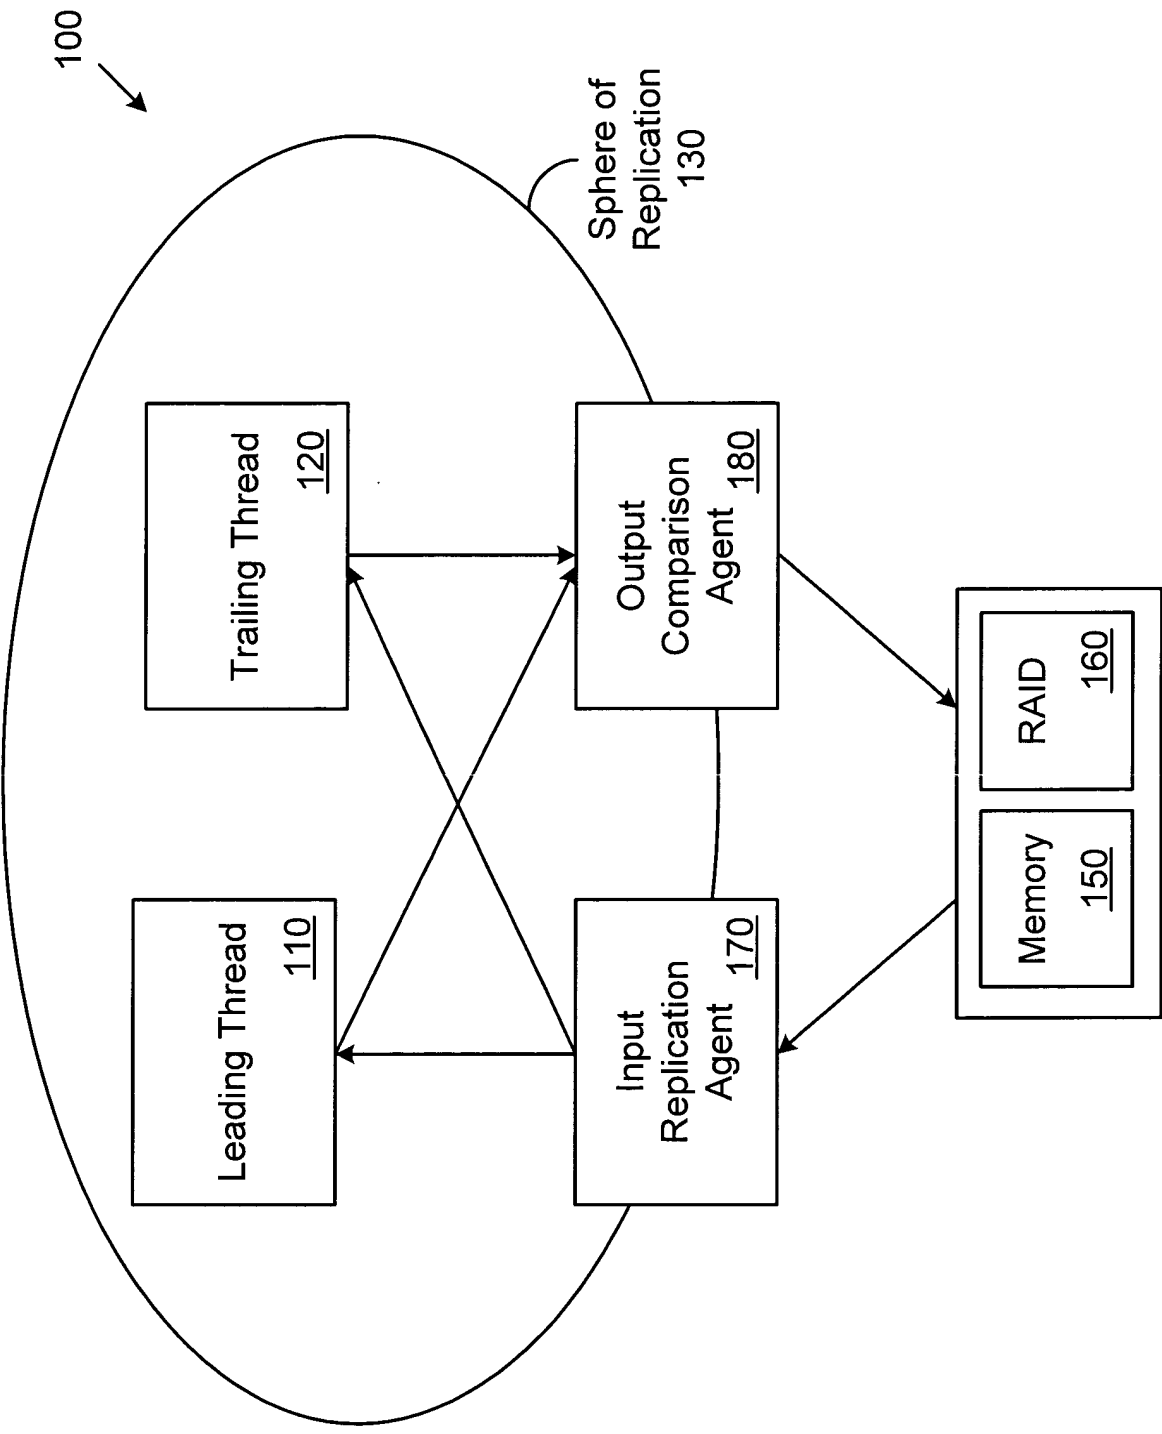 100
Sphere of
Replication
130
Leading Thread
110
Trailing Thread
120
Input
Replication
Agent
170
Output
Comparison
Agent
180
Memory
150
RAID
160